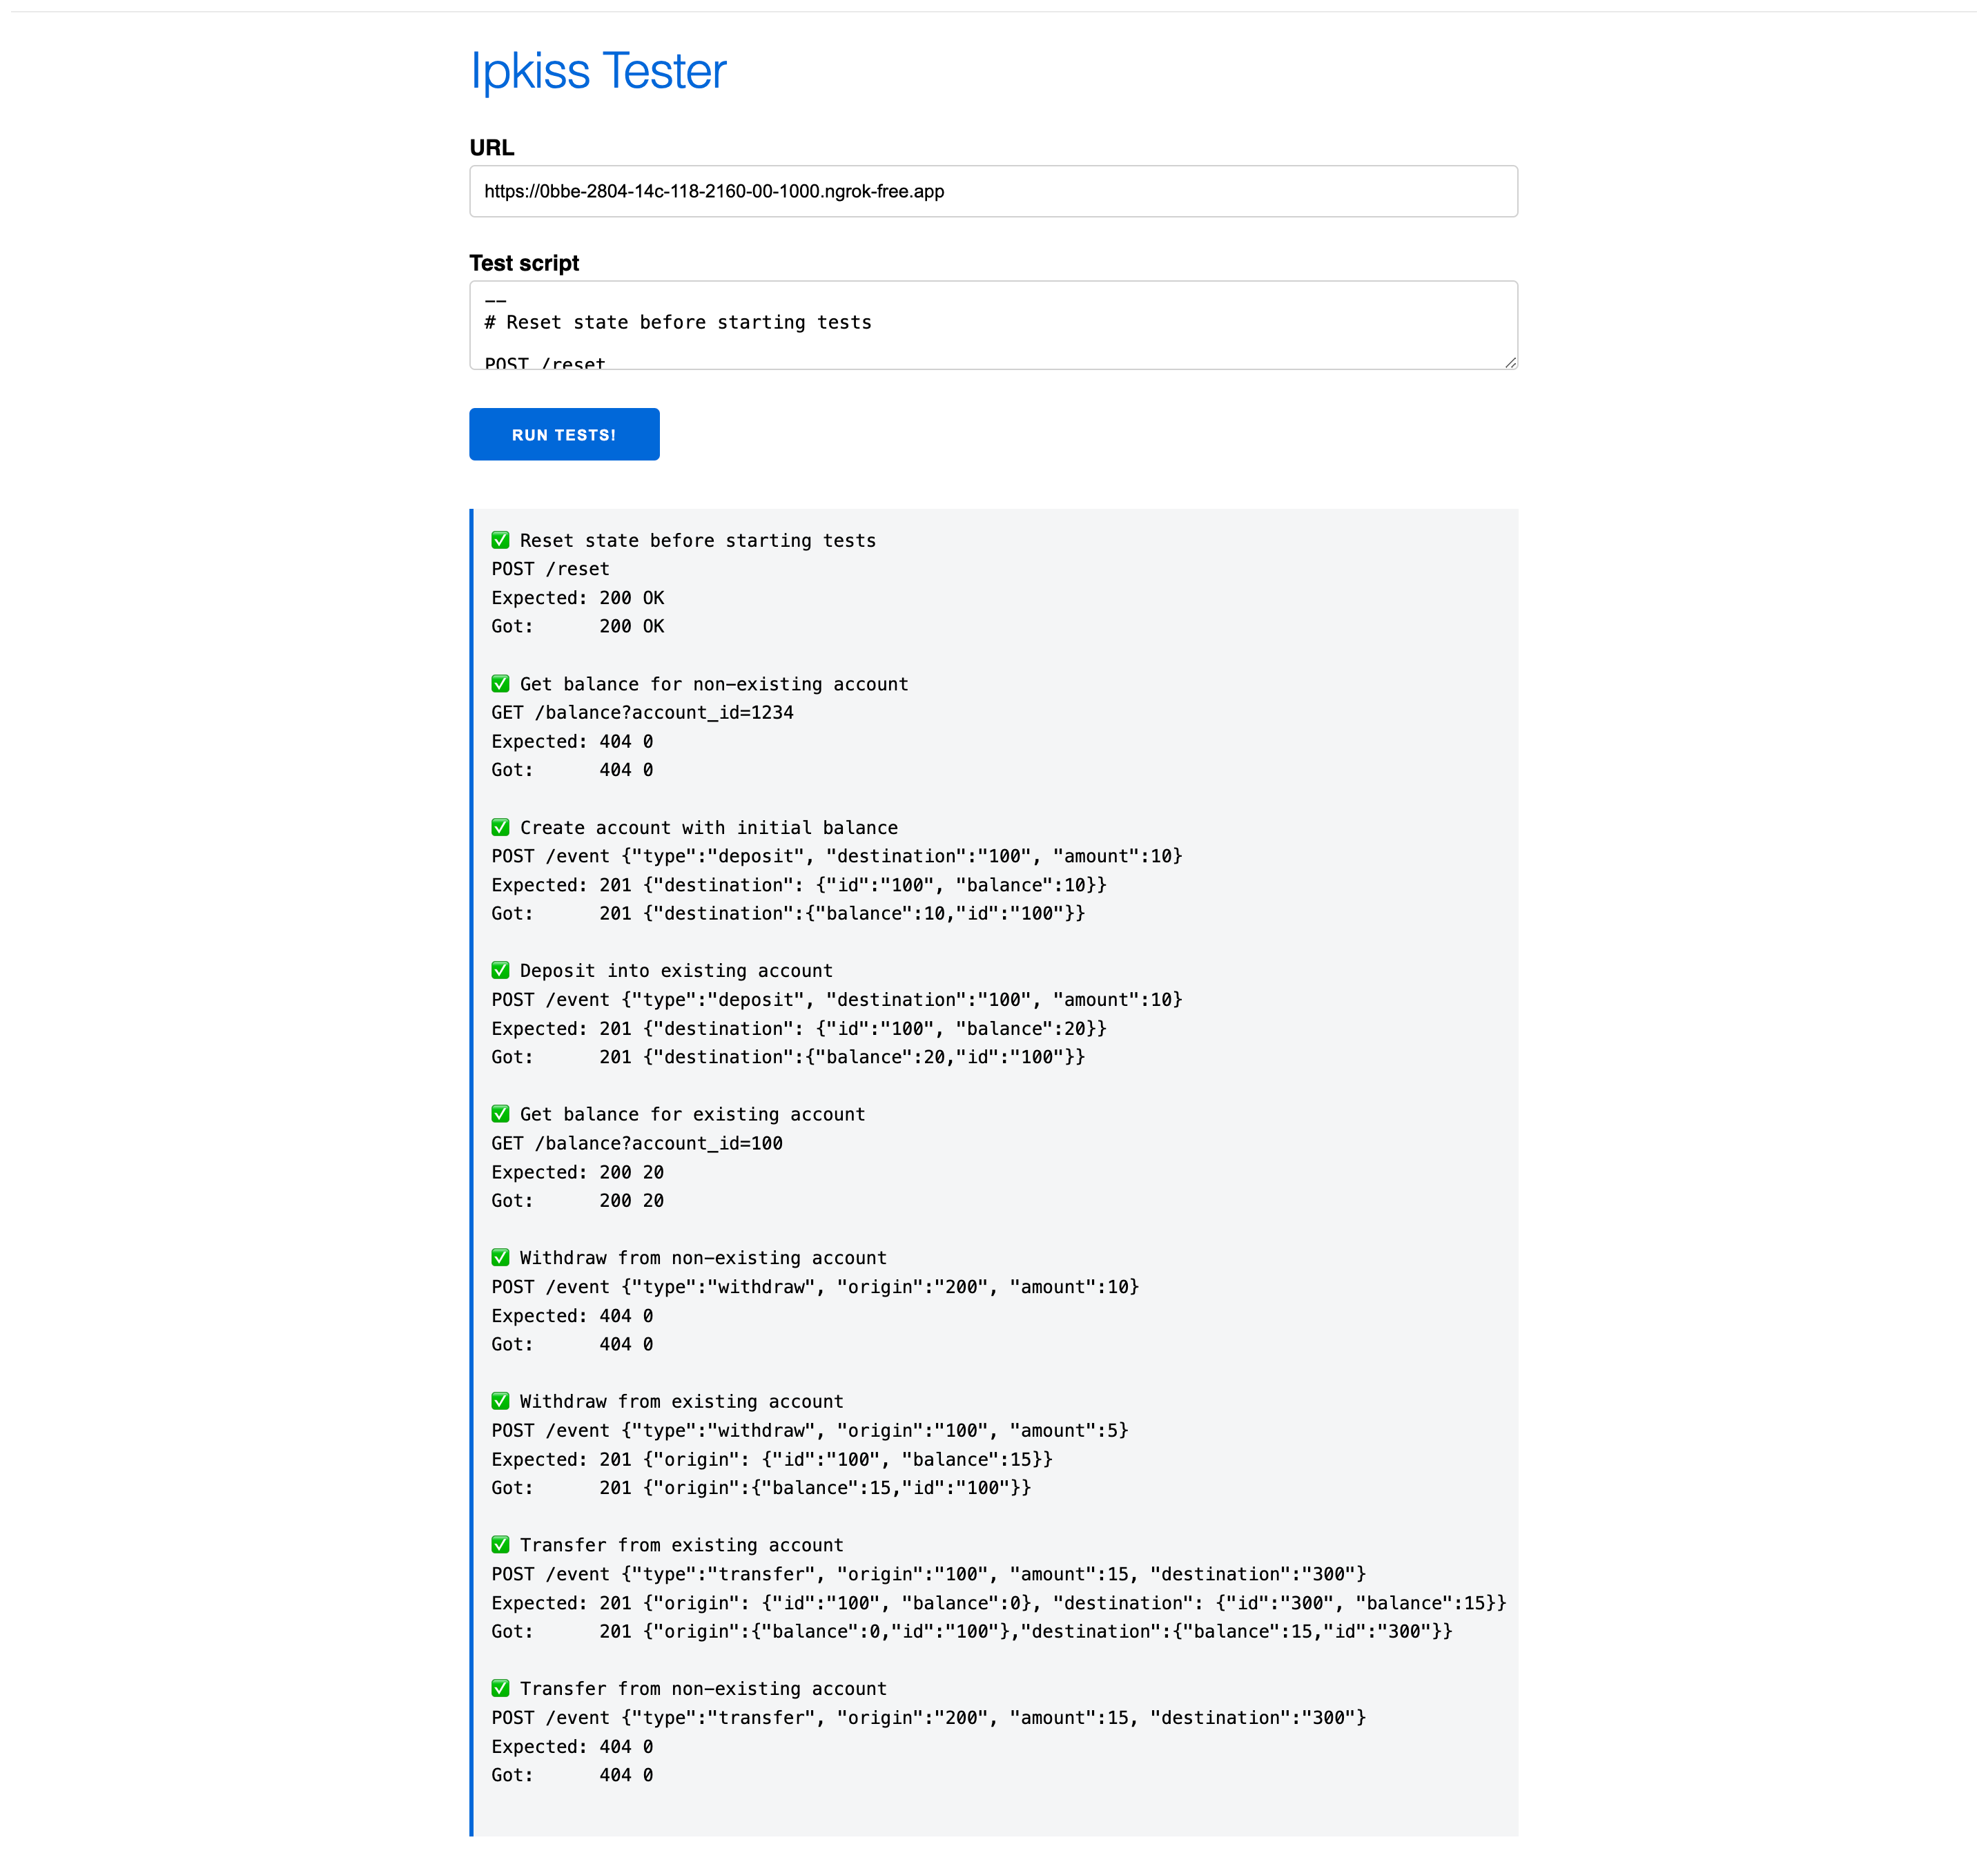 Ipkiss Tester
URL
https://0bbe-2804-14c-118-2160-00-1000.ngrok-free.app
Test script
--
# Reset state before starting tests
POST /reset
RUN TESTS!
✅ Reset state before starting tests
POST /reset
Expected: 200 OK
Got:      200 OK
✅ Get balance for non-existing account
GET /balance?account_id=1234
Expected: 404 0
Got:      404 0
✅ Create account with initial balance
POST /event {"type":"deposit", "destination":"100", "amount":10}
Expected: 201 {"destination": {"id":"100", "balance":10}}
Got:      201 {"destination":{"balance":10,"id":"100"}}
✅ Deposit into existing account
POST /event {"type":"deposit", "destination":"100", "amount":10}
Expected: 201 {"destination": {"id":"100", "balance":20}}
Got:      201 {"destination":{"balance":20,"id":"100"}}
✅ Get balance for existing account
GET /balance?account_id=100
Expected: 200 20
Got:      200 20
✅ Withdraw from non-existing account
POST /event {"type":"withdraw", "origin":"200", "amount":10}
Expected: 404 0
Got:      404 0
✅ Withdraw from existing account
POST /event {"type":"withdraw", "origin":"100", "amount":5}
Expected: 201 {"origin": {"id":"100", "balance":15}}
Got:      201 {"origin":{"balance":15,"id":"100"}}
✅ Transfer from existing account
POST /event {"type":"transfer", "origin":"100", "amount":15, "destination":"300"}
Expected: 201 {"origin": {"id":"100", "balance":0}, "destination": {"id":"300", "balance":15}}
Got:      201 {"origin":{"balance":0,"id":"100"},"destination":{"balance":15,"id":"300"}}
✅ Transfer from non-existing account
POST /event {"type":"transfer", "origin":"200", "amount":15, "destination":"300"}
Expected: 404 0
Got:      404 0